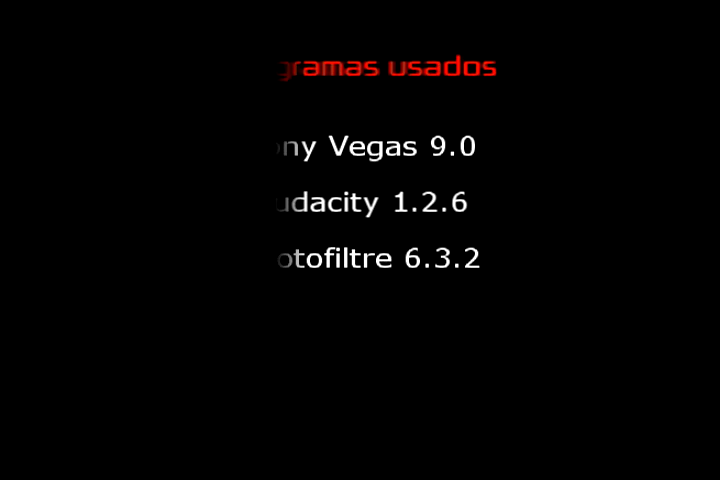 gramas usados
ony Vegas 9.0
udacity 1.2.6
otofiltre 6.3.2